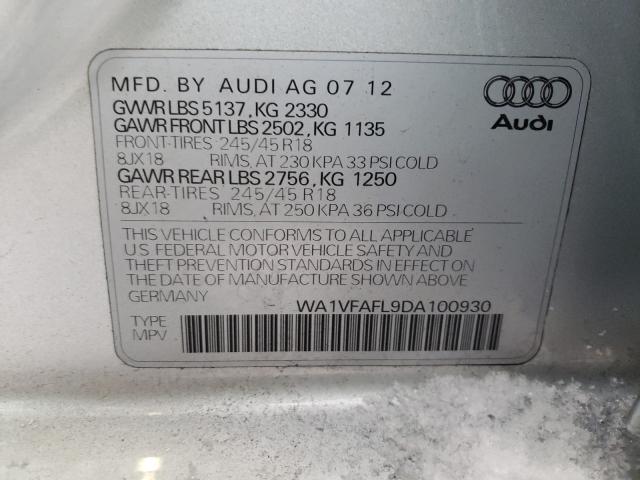 MFD. BY AUDI AG 07 12
GVWR LBS 5137, KG 2330
GAWR FRONT LBS 2502, KG 1135
FRONT-TIRES 245/45 R18
8JX18 RIMS, AT 230 KPA 33 PSI COLD
GAWR REAR LBS 2756, KG 1250
REAR-TIRES 245/45 R18
8JX18 RIMS, AT 250 KPA 36 PSI COLD
Audi
THIS VEHICLE CONFORMS TO ALL APPLICABLE
US FEDERAL MOTOR VEHICLE SAFETY AND
THEFT PREVENTION STANDARDS IN EFFECT ON
THE DATE OF MANUFACTURE SHOWN ABOVE
GERMANY - WA1VFAFL9DA100930
TYPE
MPV